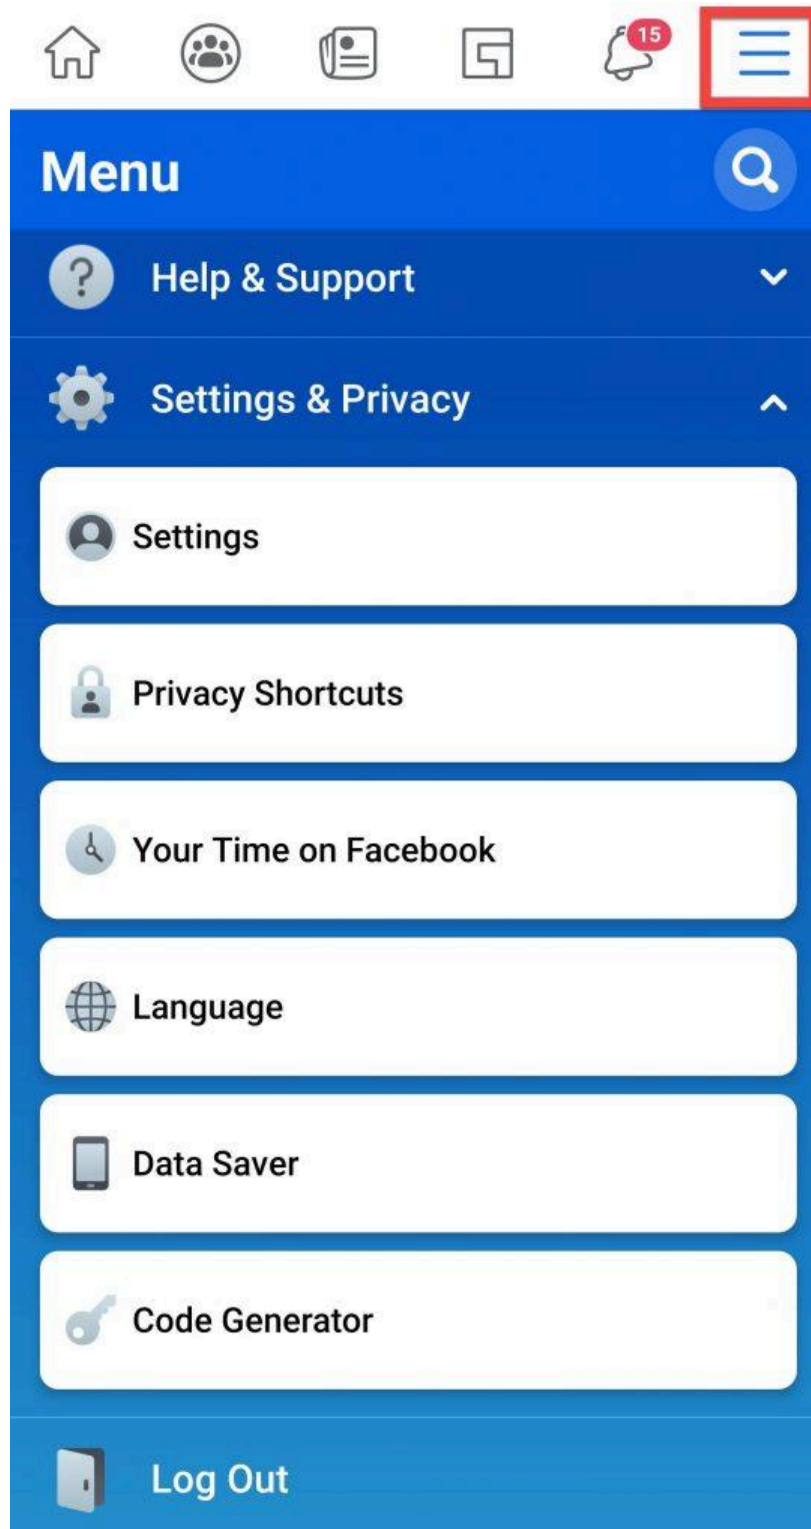 15
Menu
Help & Support
Settings & Privacy
Settings
Privacy Shortcuts
Your Time on Facebook
Language
Data Saver
Code Generator
Log Out